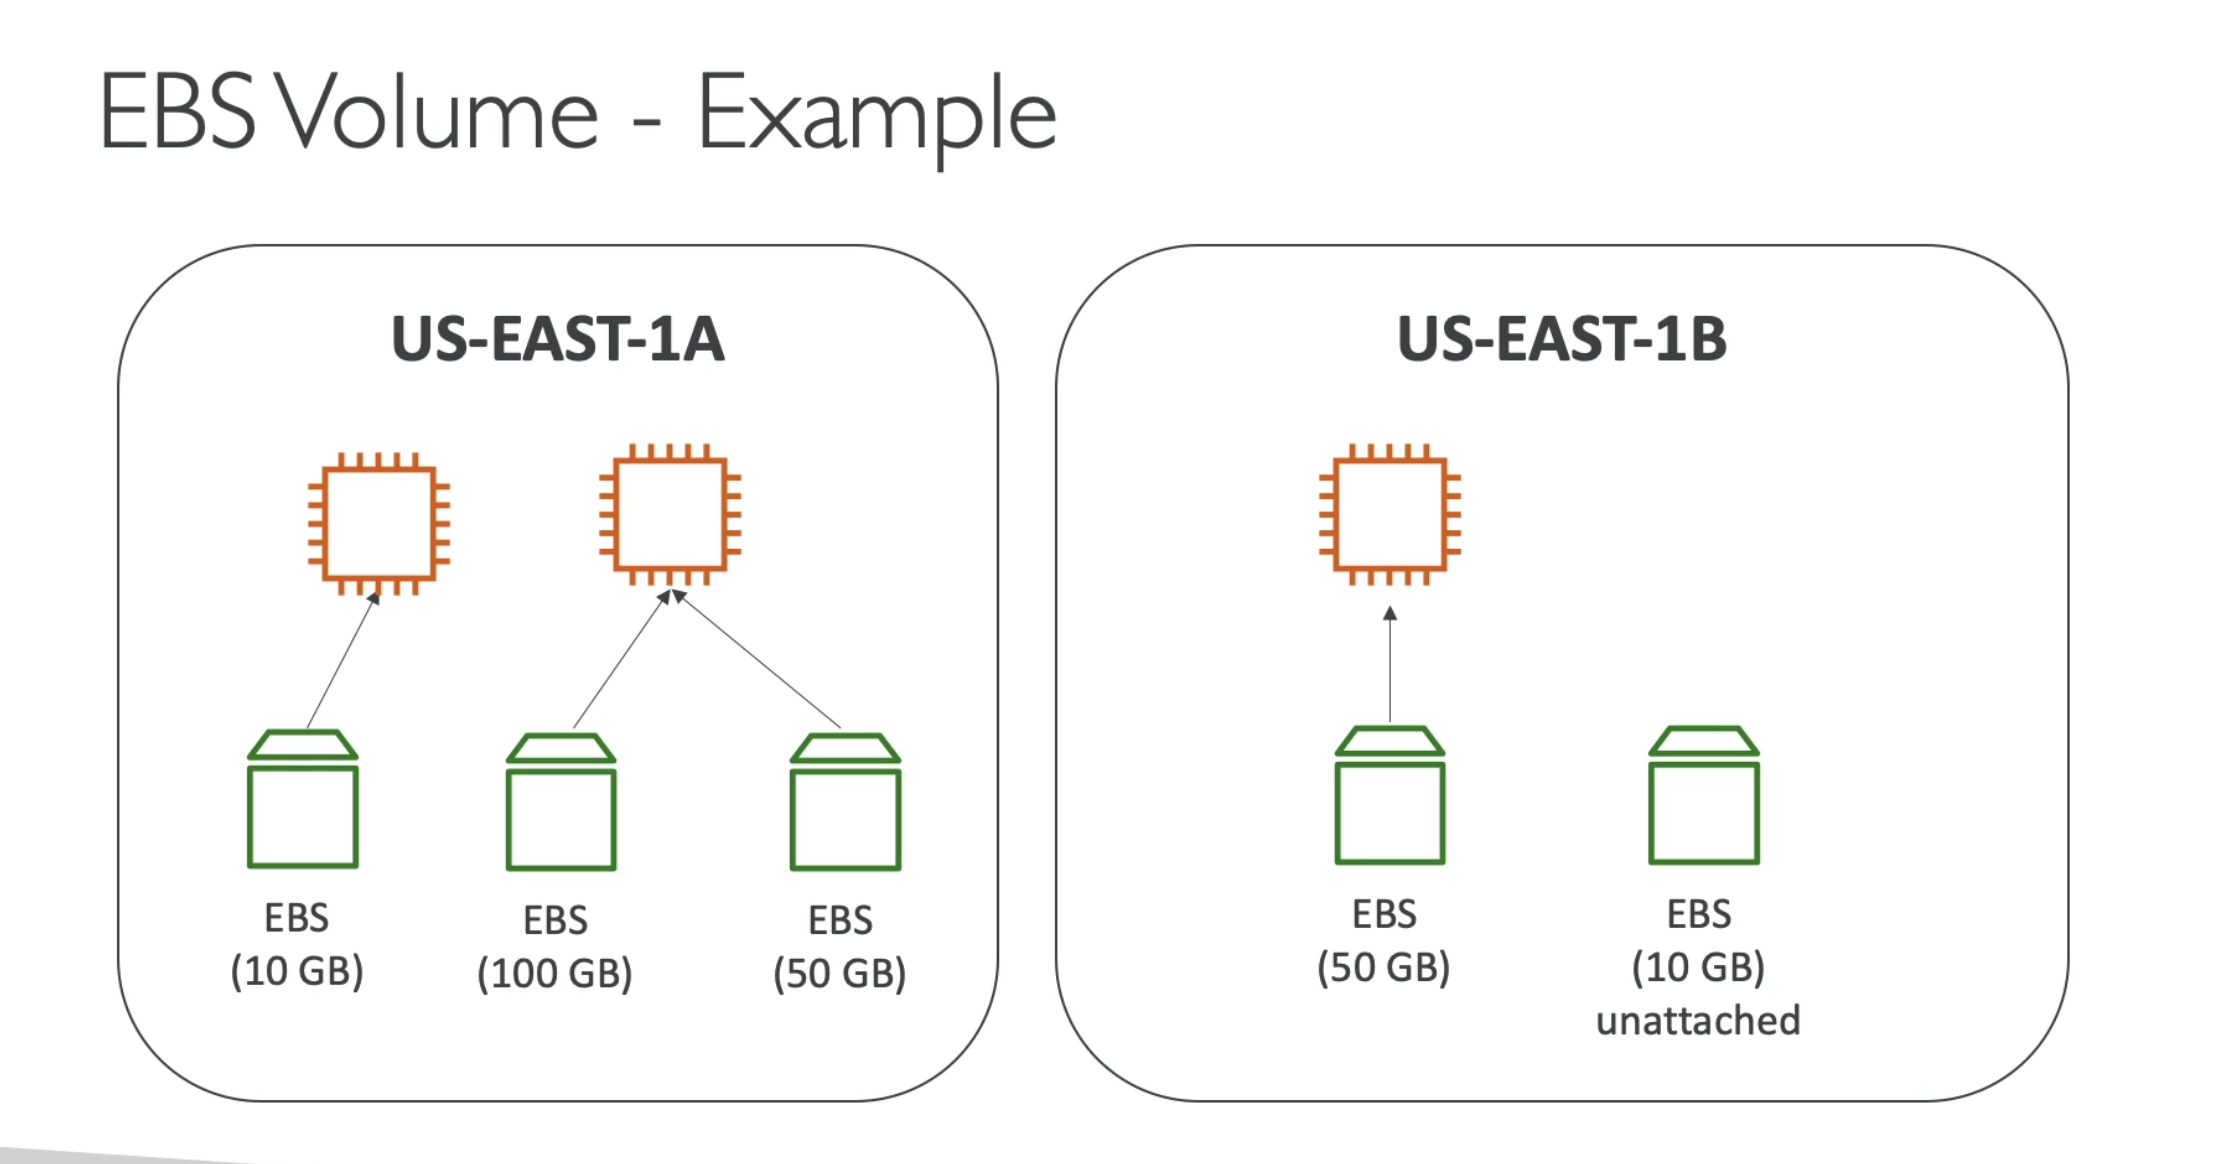 EBS Volume - Example
US-EAST-1A
EBS
(10 GB)
EBS
(100 GB)
EBS
(50 GB)
US-EAST-1B
EBS
(50 GB)
EBS
(10 GB)
unattached